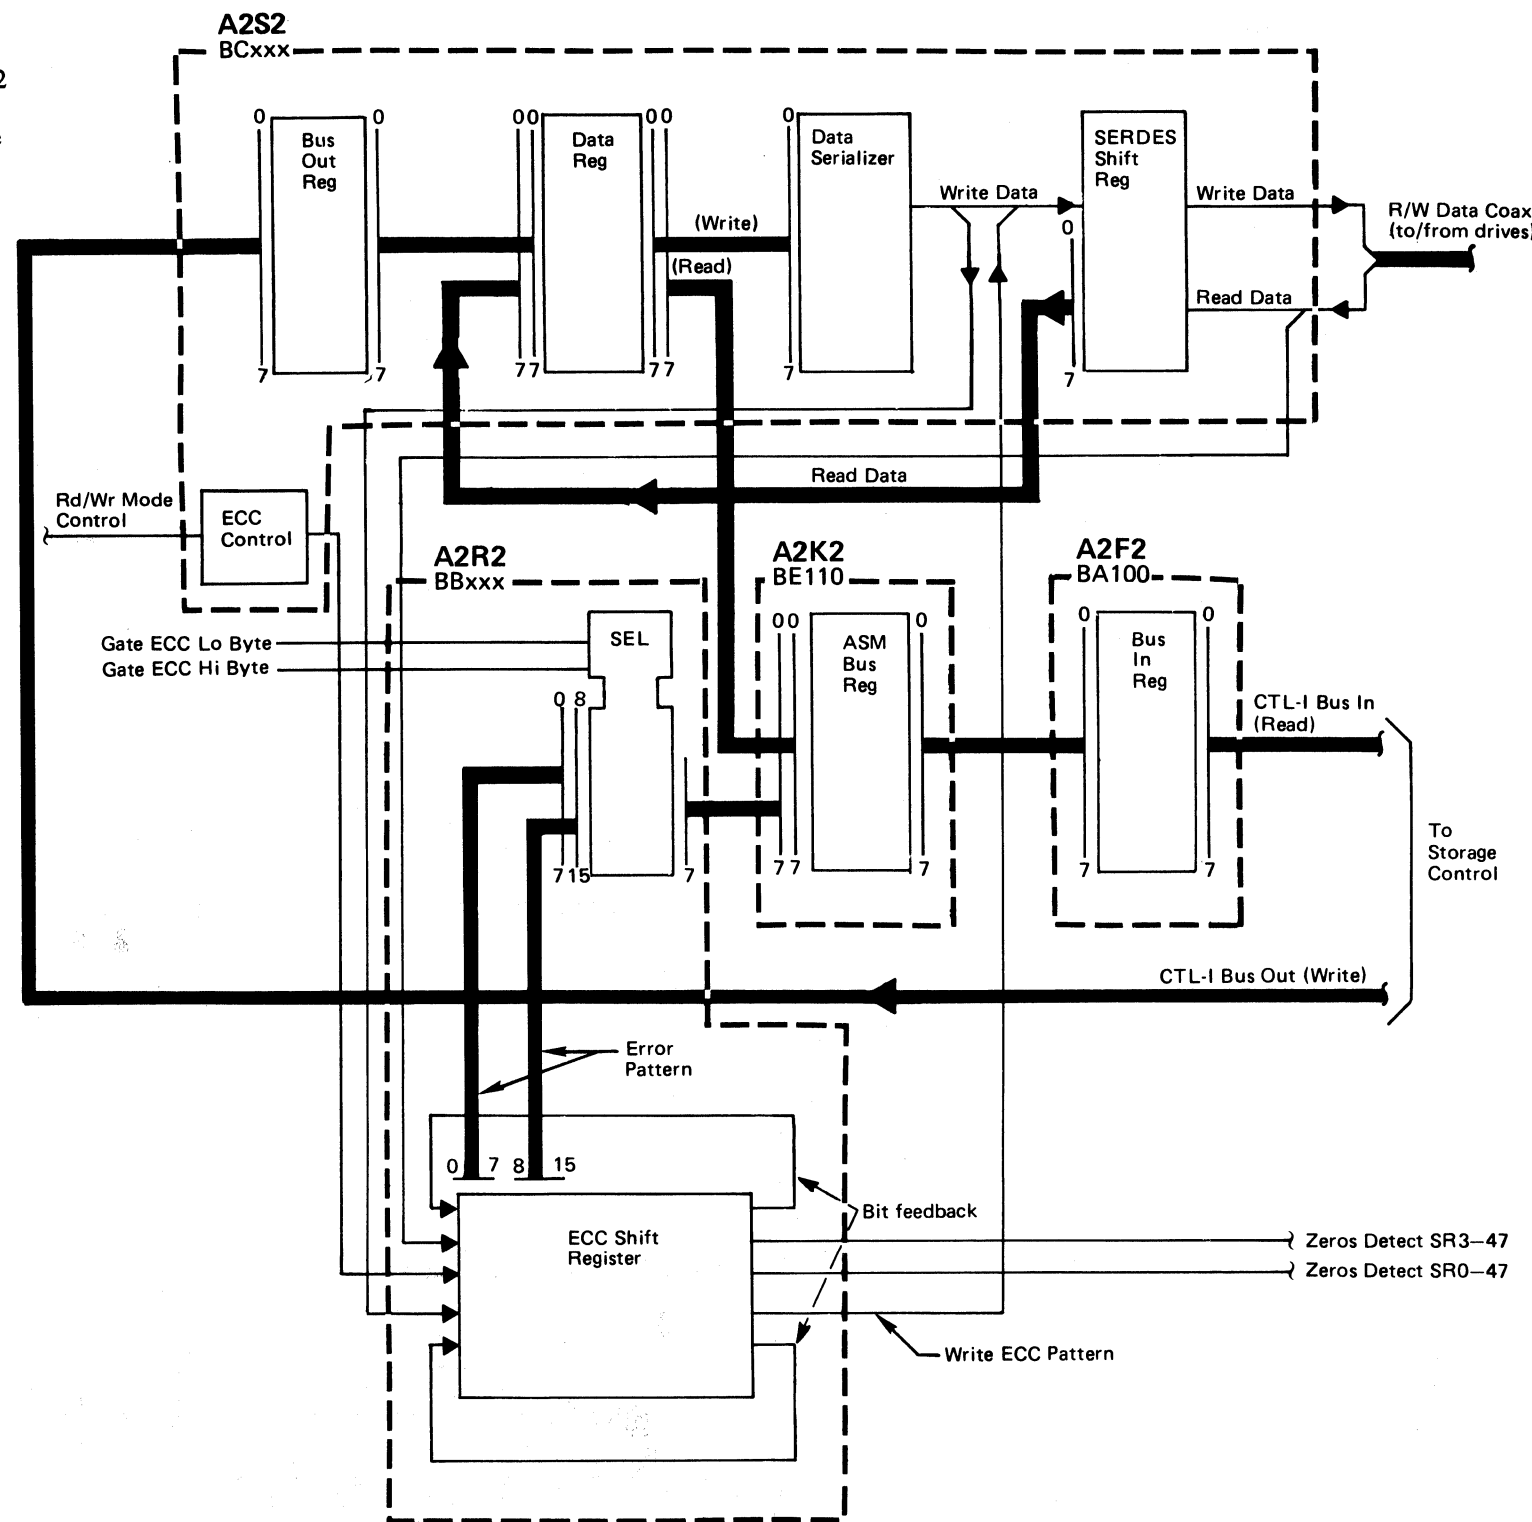 A2S2
BCxxx
2
0
0
00
00
0
Bus
Out
Reg
Data
Reg
Data
Serializer
SERDES
Shift
Reg
Write Data
Write Data
R/W Data Coax
(to/from drives)
(Write)
(Read)
0
Read Data
7
7
77
77
7
7
Read Data
Rd/Wr Mode
Control
ECC
Control
A2R2
BBxxx
A2K2
BE110
A2F2
BA100
Gate ECC Lo Byte
Gate ECC Hi Byte
SEL
00
0
ASM
Bus
Reg
0
0
Bus
In
Reg
0 8
CTL-I Bus In
(Read)
7 15
7
77
7
7
7
To
Storage
Control
CTL-I Bus Out (Write)
Error
Pattern
0 7 8 15
Bit feedback
ECC Shift
Register
Zeros Detect SR3–47
Zeros Detect SR0–47
Write ECC Pattern